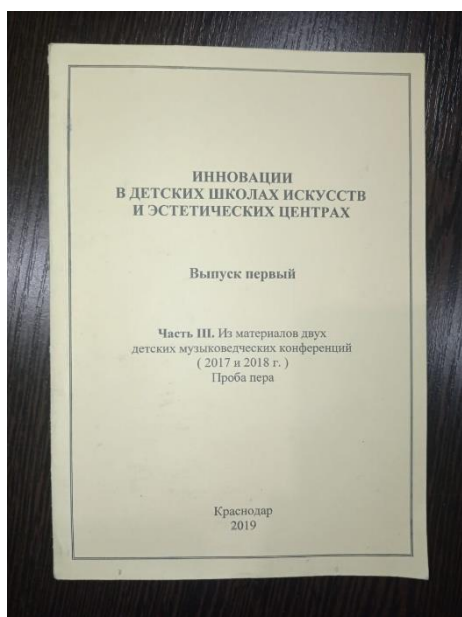 ИННОВАЦИИ
В ДЕТСКИХ ШКОЛАХ ИСКУССТВ
И ЭСТЕТИЧЕСКИХ ЦЕНТРАХ
Выпуск первый
Часть III. Из материалов двух
детских музыковедческих конференций
( 2017 и 2018 г. )
Проба пера
Краснодар
2019